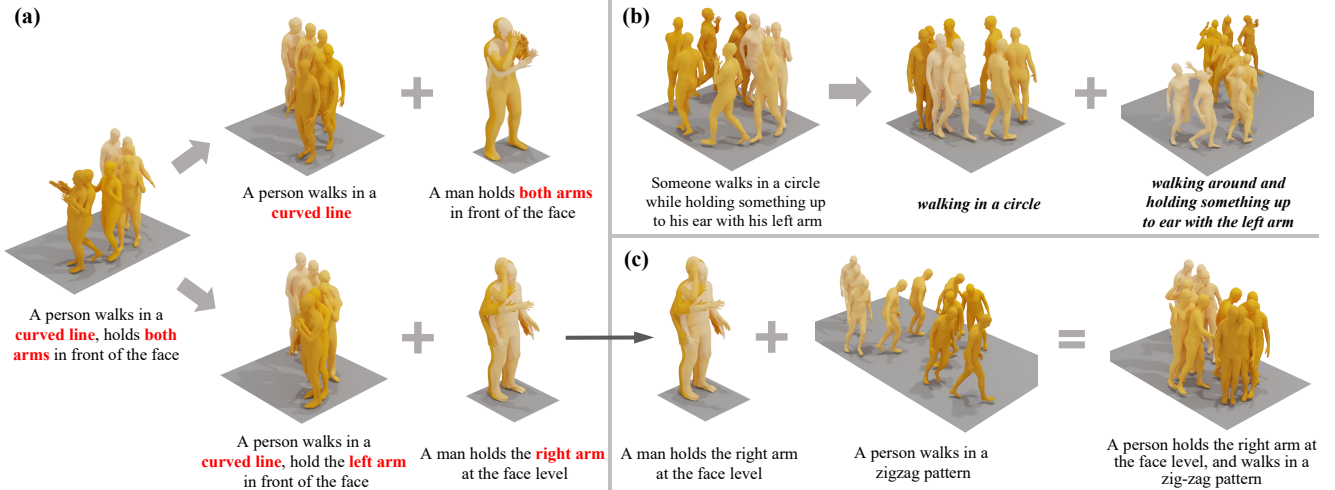 (a)
A person walks in a
curved line, holds both
arms in front of the face
A person walks in a
curved line
A man holds both arms
in front of the face
A person walks in a
curved line, hold the left arm
in front of the face
A man holds the right arm
at the face level
(b)
Someone walks in a circle
while holding something up
to his ear with his left arm
walking in a circle
walking around and
holding something up
to ear with the left arm
(c)
A man holds the right arm
at the face level
A person walks in a
zigzag pattern
A person holds the right arm at
the face level, and walks in a
zig-zag pattern